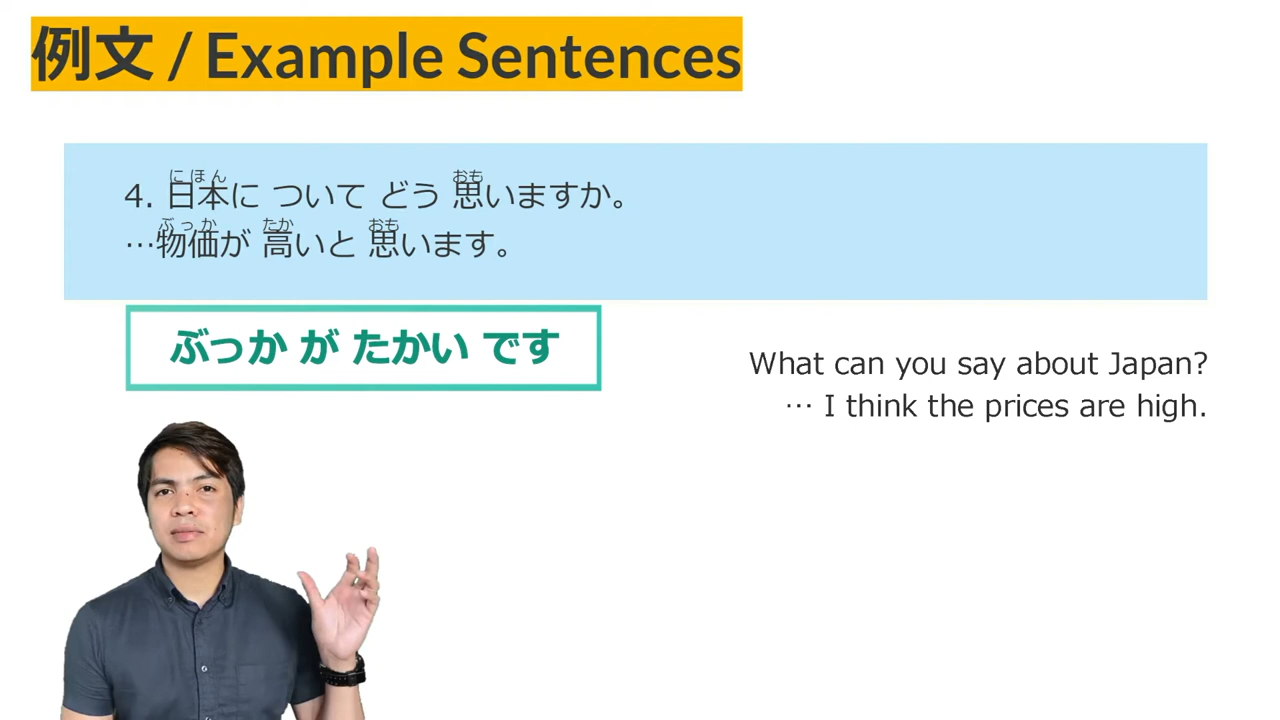 例文 / Example Sentences
4. 日本に ついて どう 思いますか。
にほん おも
…物価が 高いと 思います。
ぶっか たか おも
ぶっか が たかい です
What can you say about Japan?
… I think the prices are high.